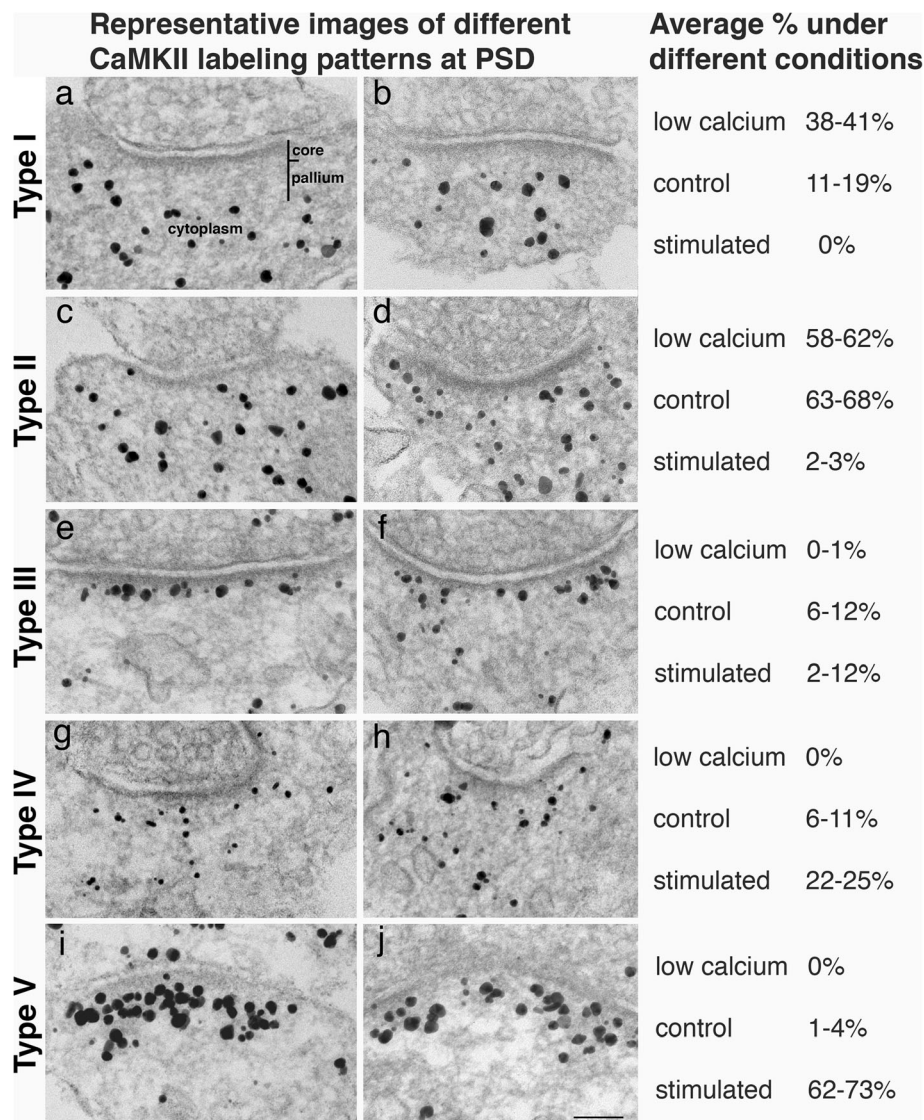 Representative images of different
CaMKII labeling patterns at PSD
Average % under
different conditions
Type I
a
core
pallium
cytoplasm
b
low calcium 38-41%
control 11-19%
stimulated 0%
Type II
c
d
low calcium 58-62%
control 63-68%
stimulated 2-3%
Type III
e
f
low calcium 0-1%
control 6-12%
stimulated 2-12%
Type IV
g
h
low calcium 0%
control 6-11%
stimulated 22-25%
Type V
i
j
low calcium 0%
control 1-4%
stimulated 62-73%